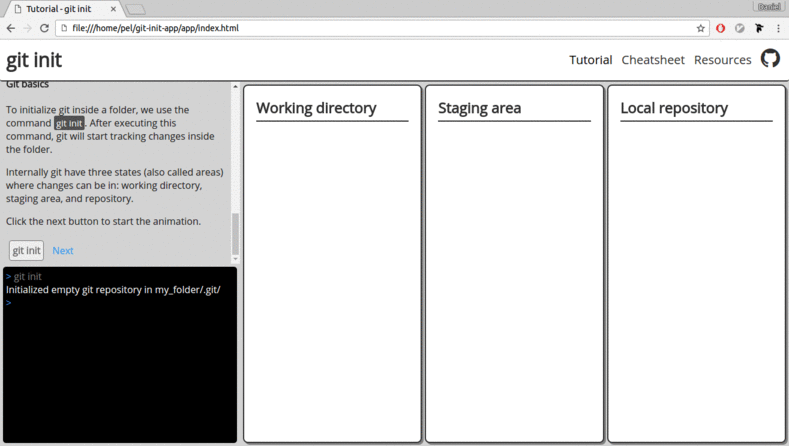 Tutorial - git init
Daniel
file:///home/pel/git-init-app/app/index.html
git init
Tutorial Cheatsheet Resources
Git basics
To initialize git inside a folder, we use the
command git init. After executing this
command, git will start tracking changes inside
the folder.
Internally git have three states (also called areas)
where changes can be in: working directory,
staging area, and repository.
Click the next button to start the animation.
git init Next
> git init
Initialized empty git repository in my_folder/.git/
>
Working directory
Staging area
Local repository